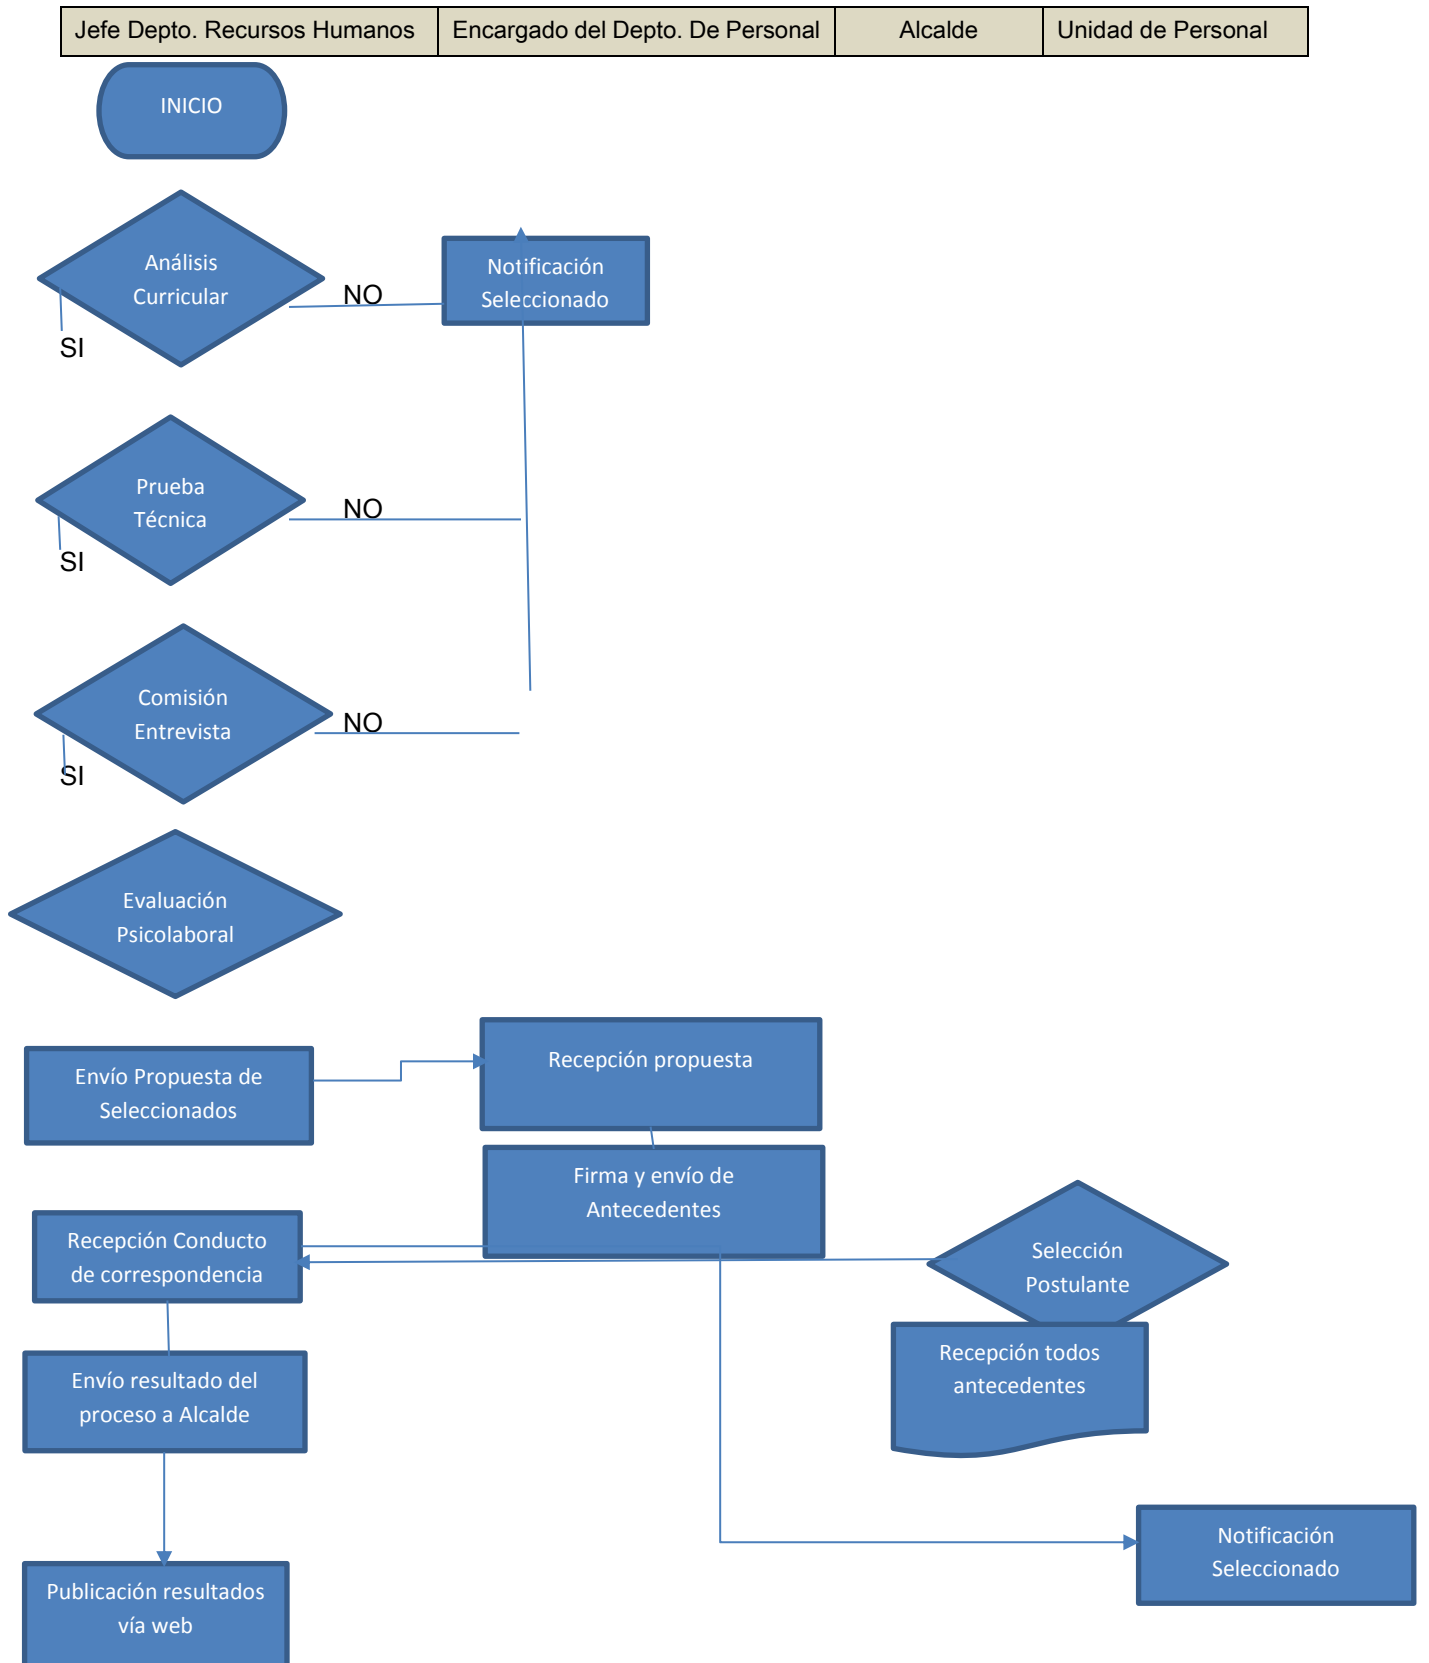 Jefe Depto. Recursos Humanos
Encargado del Depto. De Personal
Alcalde
Unidad de Personal
INICIO
Análisis
Curricular
NO
SI
Notificación
Seleccionado
Prueba
Técnica
NO
SI
Comisión
Entrevista
NO
SI
Evaluación
Psicolaboral
Envío Propuesta de
Seleccionados
Recepción propuesta
Firma y envío de
Antecedentes
Recepción Conducto
de correspondencia
Selección
Postulante
Recepción todos
antecedentes
Envío resultado del
proceso a Alcalde
Notificación
Seleccionado
Publicación resultados
vía web